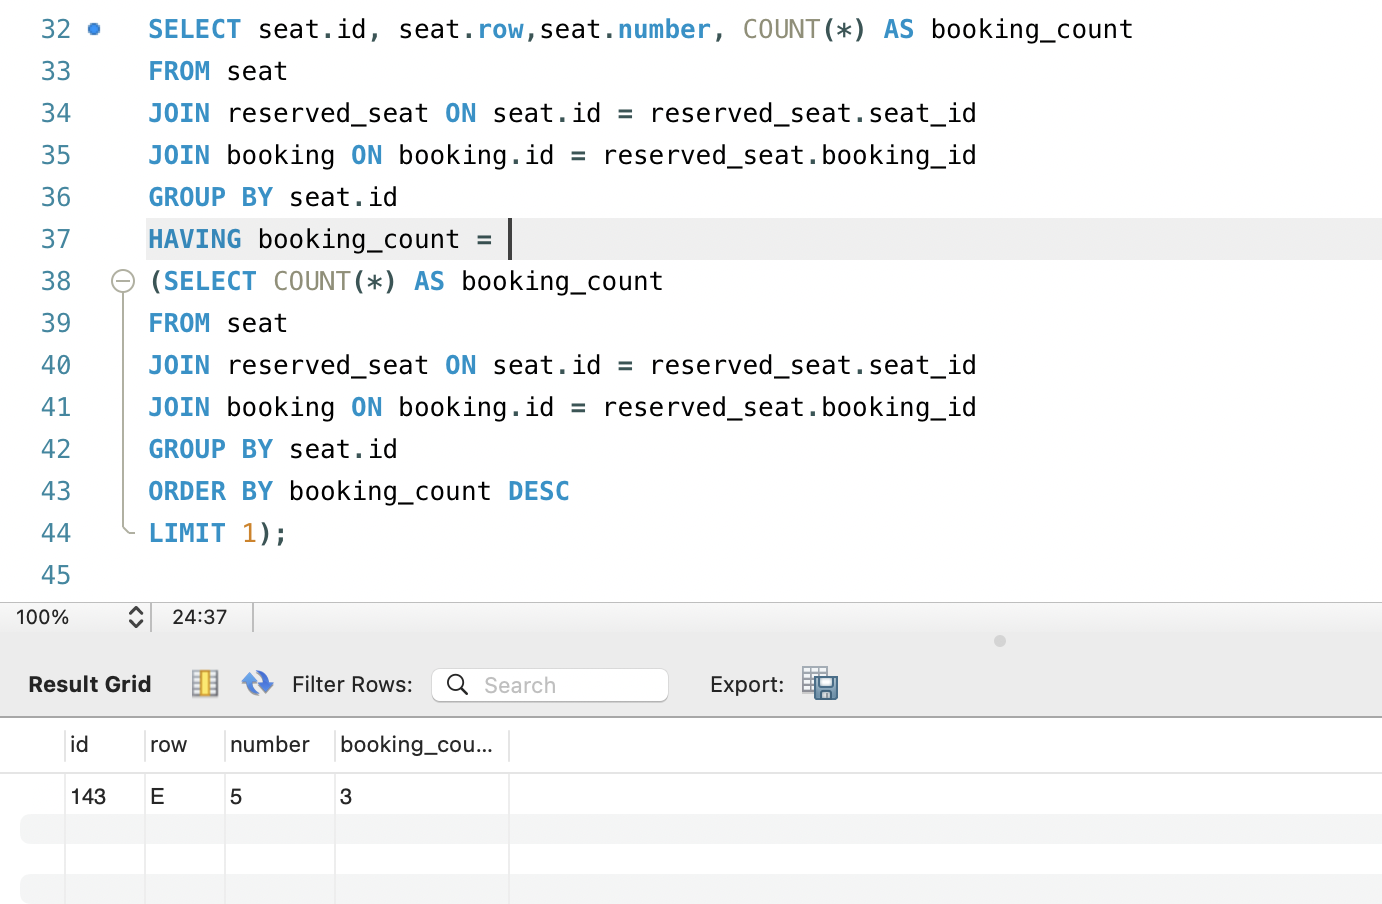 32 SELECT seat.id, seat.row,seat.number, COUNT(*) AS booking_count
33 FROM seat
34 JOIN reserved_seat ON seat.id = reserved_seat.seat_id
35 JOIN booking ON booking.id = reserved_seat.booking_id
36 GROUP BY seat.id
37 HAVING booking_count =
38 (SELECT COUNT(*) AS booking_count
39 FROM seat
40 JOIN reserved_seat ON seat.id = reserved_seat.seat_id
41 JOIN booking ON booking.id = reserved_seat.booking_id
42 GROUP BY seat.id
43 ORDER BY booking_count DESC
44 LIMIT 1);
45
100% 24:37
Result Grid Filter Rows: Search Export:
id row number booking_cou...
143 E 5 3